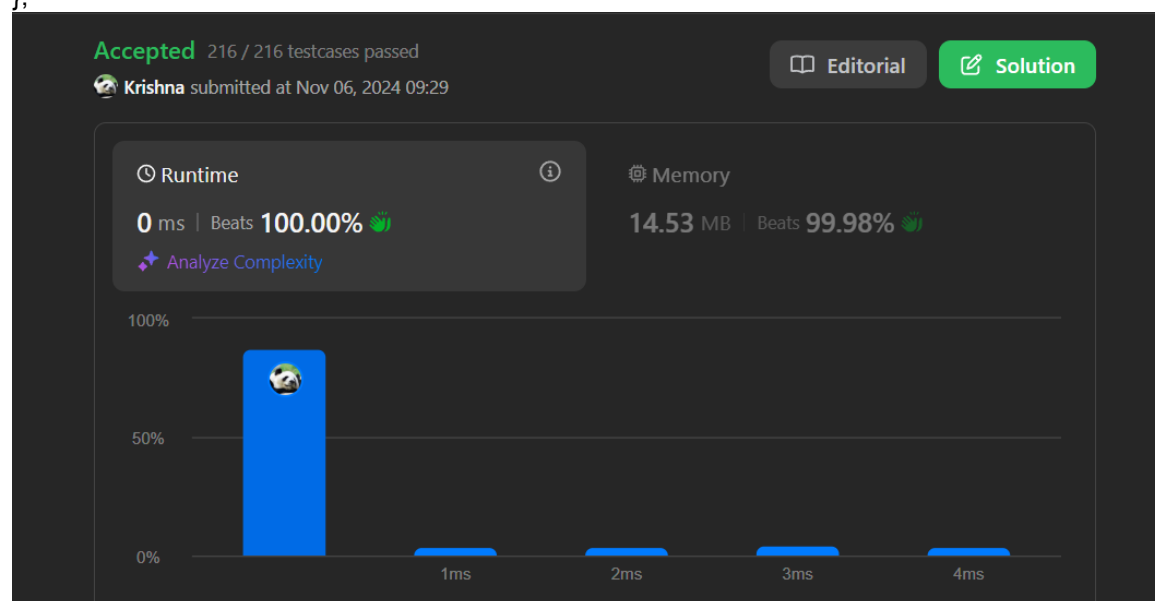 };
Accepted 216 / 216 testcases passed
Editorial
Solution
Krishna submitted at Nov 06, 2024 09:29
Runtime
0 ms | Beats 100.00%
Analyze Complexity
Memory
14.53 MB | Beats 99.98%
100%
50%
0%
1ms 2ms 3ms 4ms